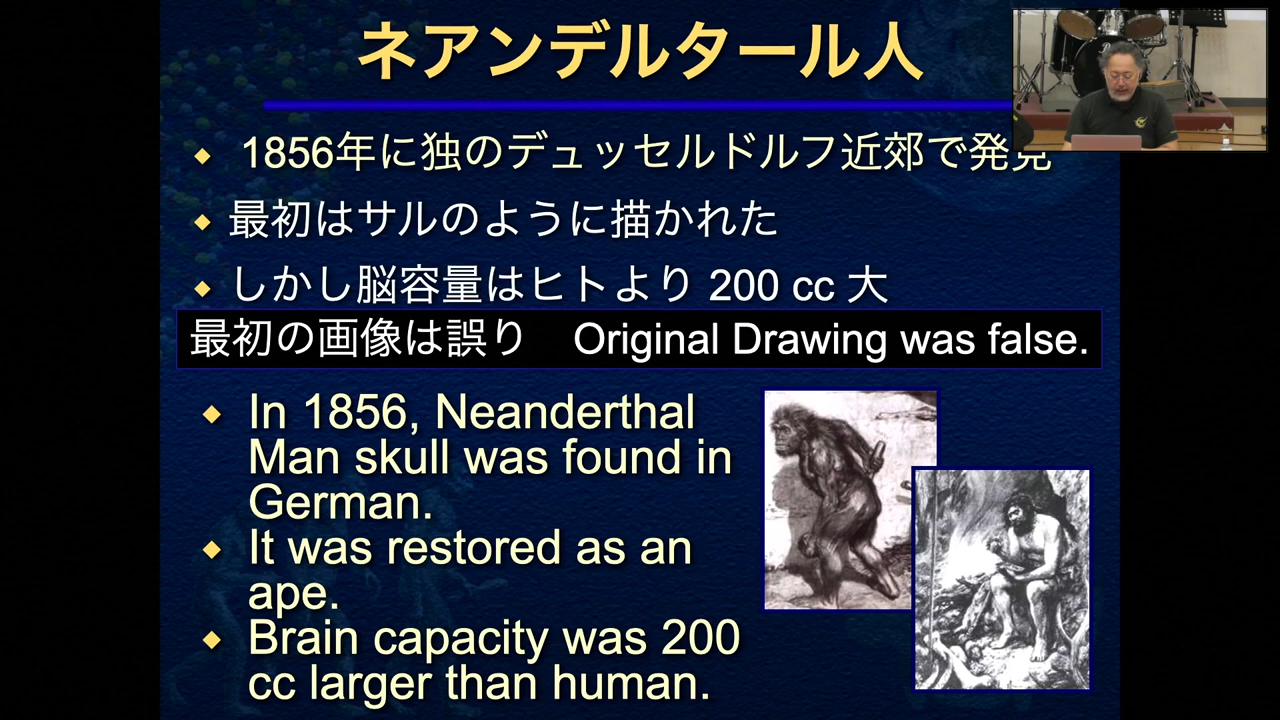 ネアンデルタール人
1856年に独のデュッセルドルフ近郊で発見
最初はサルのように描かれた
しかし脳容量はヒトより 200 cc 大
最初の画像は誤り Original Drawing was false.
In 1856, Neanderthal
Man skull was found in
German.
It was restored as an
ape.
Brain capacity was 200
cc larger than human.